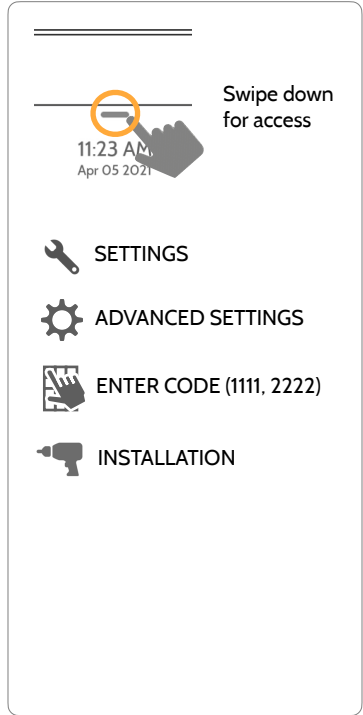 Swipe down
for access
11:23 AM
Apr 05 2021
SETTINGS
ADVANCED SETTINGS
ENTER CODE (1111, 2222)
INSTALLATION